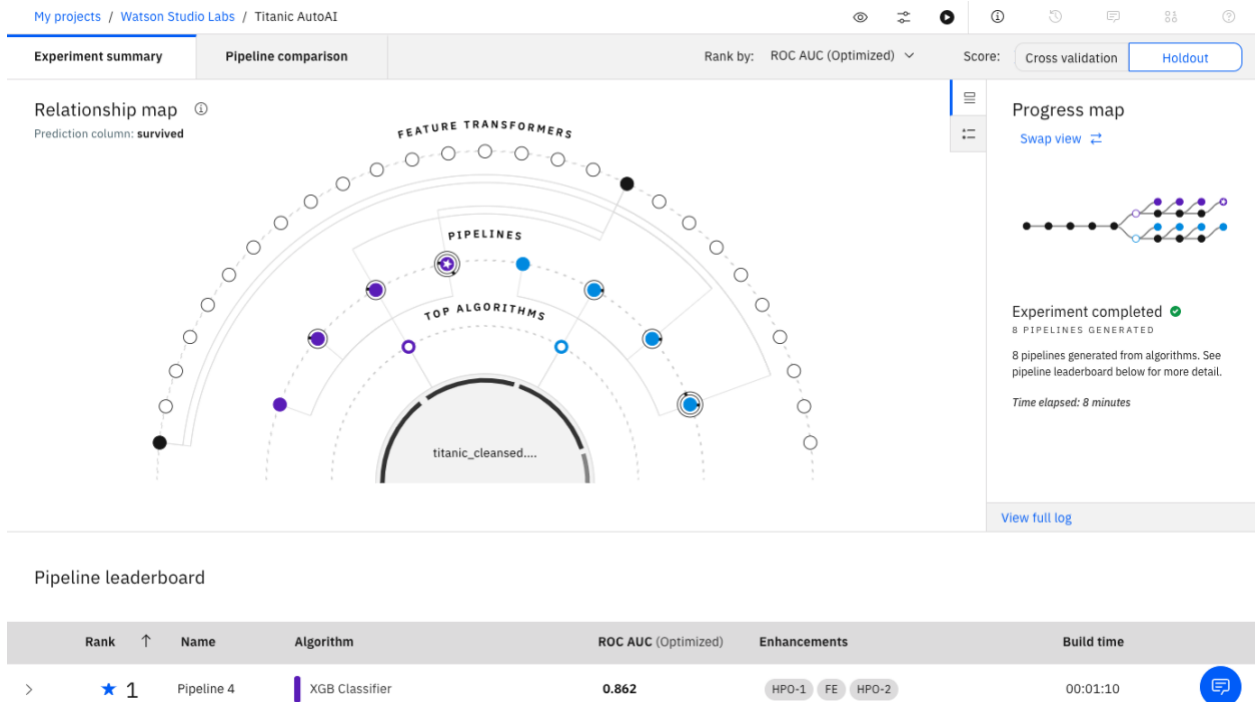 My projects / Watson Studio Labs / Titanic AutoAI
Experiment summary
Pipeline comparison
Rank by: ROC AUC (Optimized)
Score: Cross validation Holdout
Relationship map
Prediction column: survived
FEATURE TRANSFORMERS
PIPELINES
TOP ALGORITHMS
titanic_cleansed....
Progress map
Swap view
Experiment completed
8 PIPELINES GENERATED
8 pipelines generated from algorithms. See
pipeline leaderboard below for more detail.
Time elapsed: 8 minutes
View full log
Pipeline leaderboard
Rank ↑ Name Algorithm ROC AUC (Optimized) Enhancements Build time
★ 1 Pipeline 4 XGB Classifier 0.862 HPO-1 FE HPO-2 00:01:10